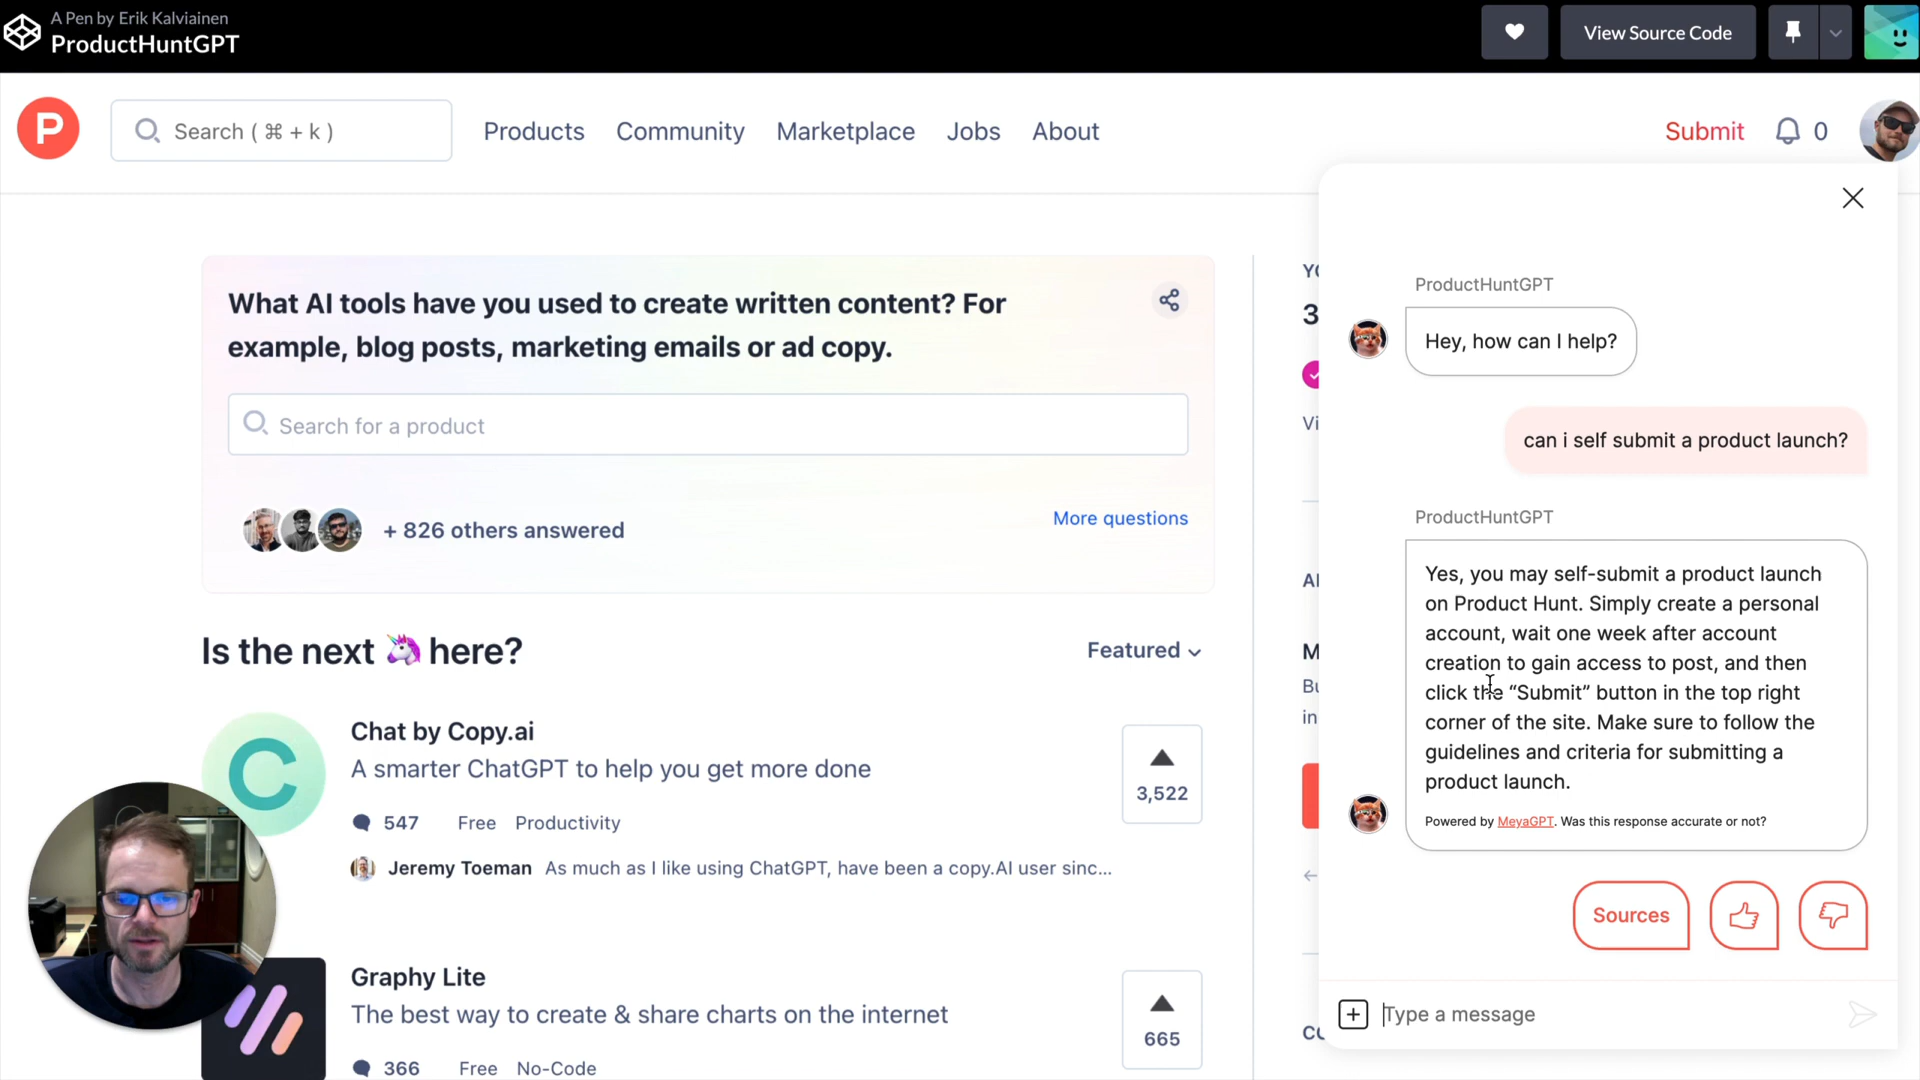 A Pen by Erik Kalviainen
ProductHuntGPT
View Source Code
P
Search ( ⌘ + k )
Products
Community
Marketplace
Jobs
About
Submit
0
What AI tools have you used to create written content? For
example, blog posts, marketing emails or ad copy.
Search for a product
+ 826 others answered
More questions
Is the next 🦄 here?
Featured
C
Chat by Copy.ai
A smarter ChatGPT to help you get more done
547
Free
Productivity
3,522
Jeremy Toeman
As much as I like using ChatGPT, have been a copy.AI user sinc...
Graphy Lite
The best way to create & share charts on the internet
366
Free
No-Code
665
3
Vi
M
in
ProductHuntGPT
Hey, how can I help?
can i self submit a product launch?
ProductHuntGPT
Yes, you may self-submit a product launch
on Product Hunt. Simply create a personal
account, wait one week after account
creation to gain access to post, and then
click the “Submit” button in the top right
corner of the site. Make sure to follow the
guidelines and criteria for submitting a
product launch.
Powered by MeyaGPT. Was this response accurate or not?
Sources
Type a message